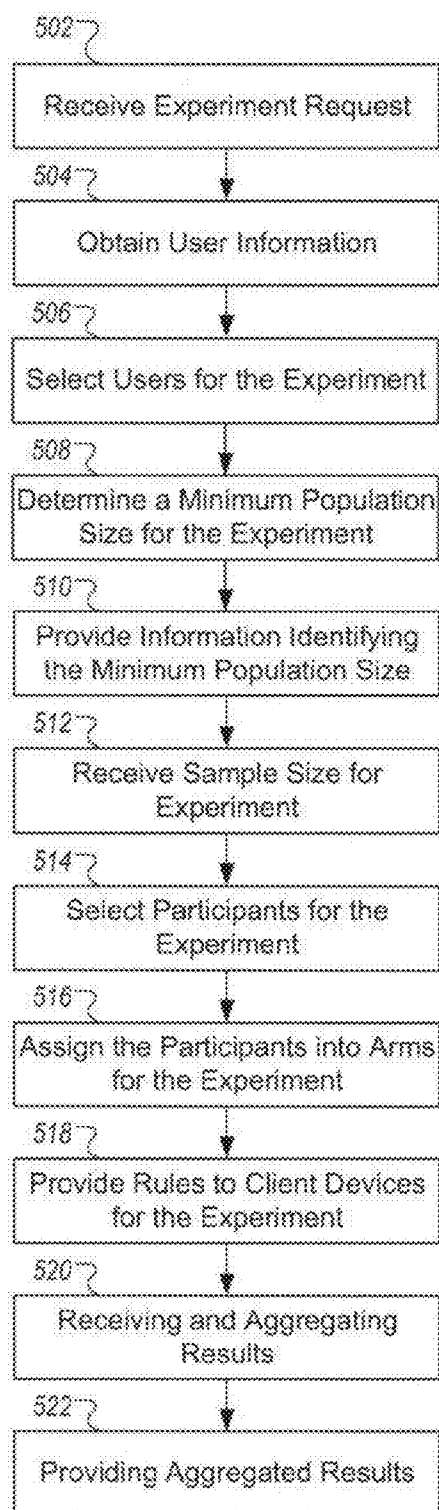 502
Receive Experiment Request
504
Obtain User Information
506
Select Users for the Experiment
508
Determine a Minimum Population
Size for the Experiment
510
Provide Information Identifying
the Minimum Population Size
512
Receive Sample Size for
Experiment
514
Select Participants for the
Experiment
516
Assign the Participants into Arms
for the Experiment
518
Provide Rules to Client Devices
for the Experiment
520
Receiving and Aggregating
Results
522
Providing Aggregated Results